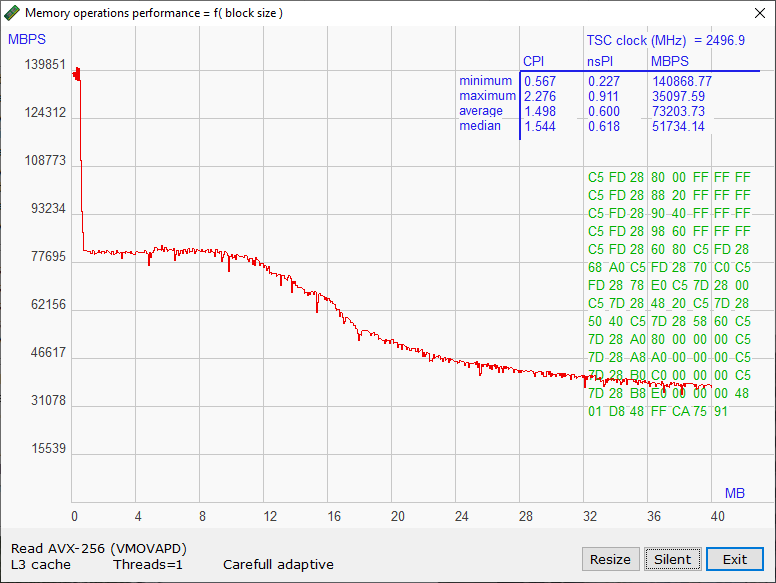 Memory operations performance = f( block size )
MBPS
TSC clock (MHz) = 2496.9
CPI nsPI MBPS
minimum 0.567 0.227 140868.77
maximum 2.276 0.911 35097.59
average 1.498 0.600 73203.73
median 1.544 0.618 51734.14
139851
124312
108773
93234
77695
62156
46617
31078
15539
C5 FD 28 80 00 FF FF FF
C5 FD 28 88 20 FF FF FF
C5 FD 28 90 40 FF FF FF
C5 FD 28 98 60 FF FF FF
C5 FD 28 60 80 C5 FD 28
68 A0 C5 FD 28 70 C0 C5
FD 28 78 E0 C5 7D 28 00
C5 7D 28 48 20 C5 7D 28
50 40 C5 7D 28 58 60 C5
7D 28 A0 80 00 00 00 C5
7D 28 A8 A0 00 00 00 C5
7D 28 B0 C0 00 00 00 C5
7D 28 B8 E0 00 00 00 48
01 D8 48 FF CA 75 91
MB
0 4 8 12 16 20 24 28 32 36 40
Read AVX-256 (VMOVAPD)
L3 cache Threads=1 Carefull adaptive
Resize Silent Exit